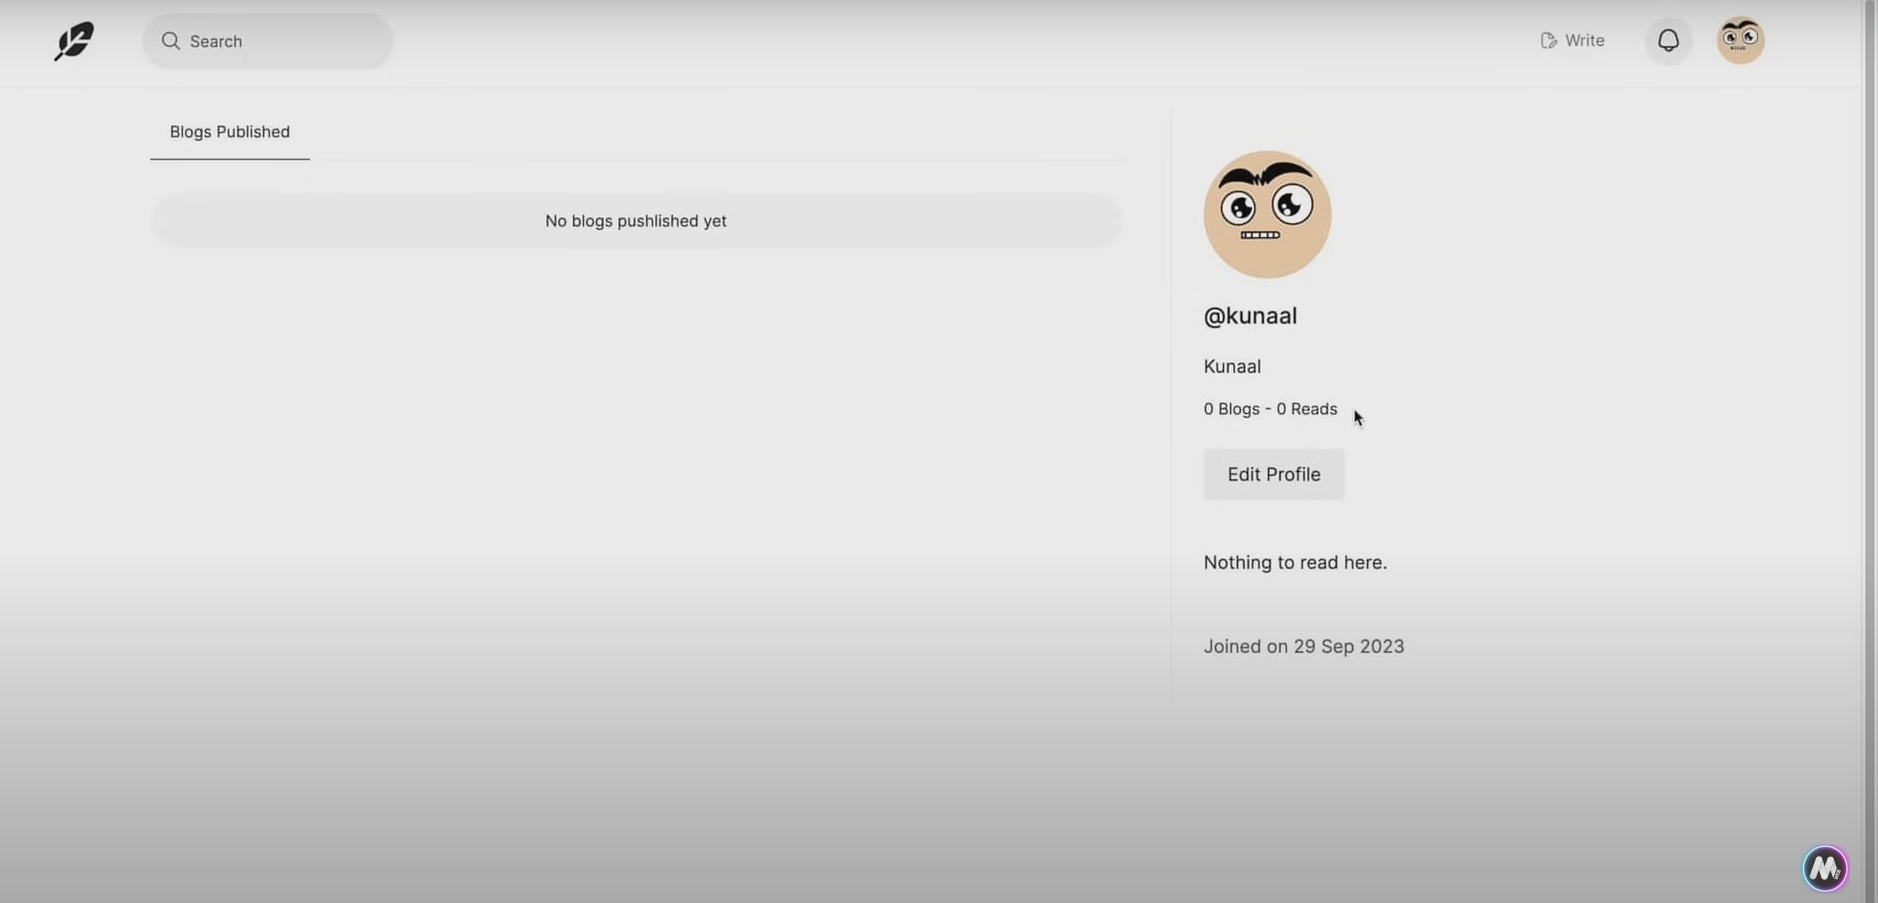 Search
Write
Blogs Published
No blogs pushlished yet
@kunaal
Kunaal
0 Blogs - 0 Reads
Edit Profile
Nothing to read here.
Joined on 29 Sep 2023
M